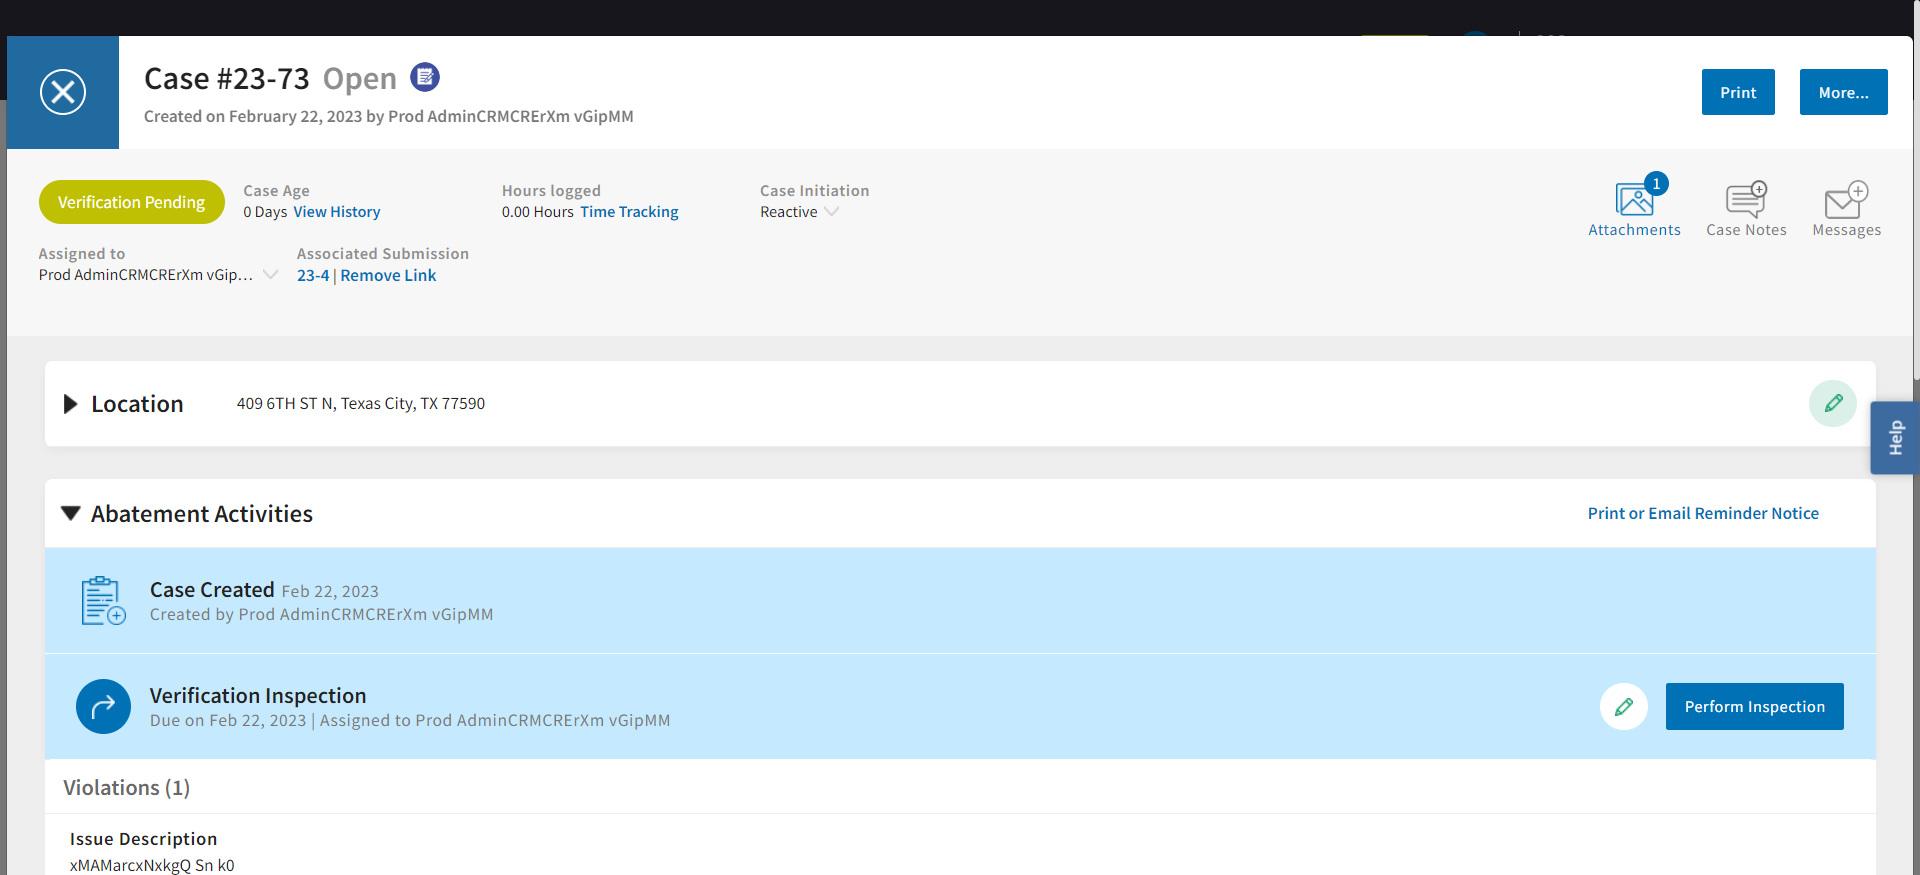 Case #23-73 Open
Created on February 22, 2023 by Prod AdminCRMCRErXm vGipMM
Print
More...
Verification Pending
Case Age
0 Days View History
Hours logged
0.00 Hours Time Tracking
Case Initiation
Reactive
1
Attachments
Case Notes
Messages
Assigned to
Prod AdminCRMCRErXm vGip...
Associated Submission
23-4 | Remove Link
Location
409 6TH ST N, Texas City, TX 77590
Help
Abatement Activities
Print or Email Reminder Notice
Case Created Feb 22, 2023
Created by Prod AdminCRMCRErXm vGipMM
Verification Inspection
Due on Feb 22, 2023 | Assigned to Prod AdminCRMCRErXm vGipMM
Perform Inspection
Violations (1)
Issue Description
xMAMarcxNxkgQ Sn k0